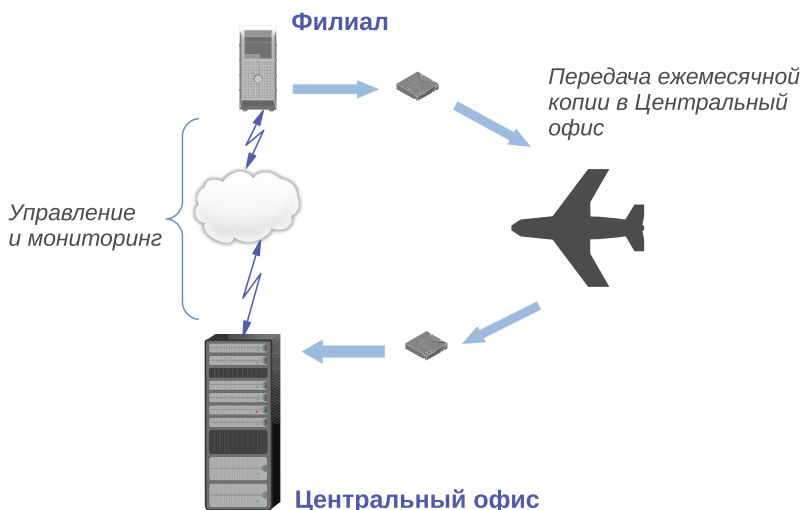 Филиал
Передача ежемесячной
копии в Центральный
офис
Управление
и мониторинг
Центральный офис